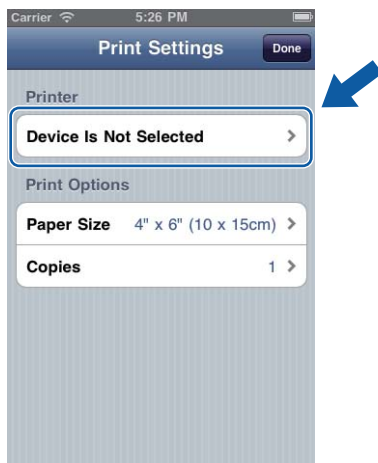 Carrier 5:26 PM
Print Settings Done
Printer
Device Is Not Selected
Print Options
Paper Size 4" x 6" (10 x 15cm)
Copies 1